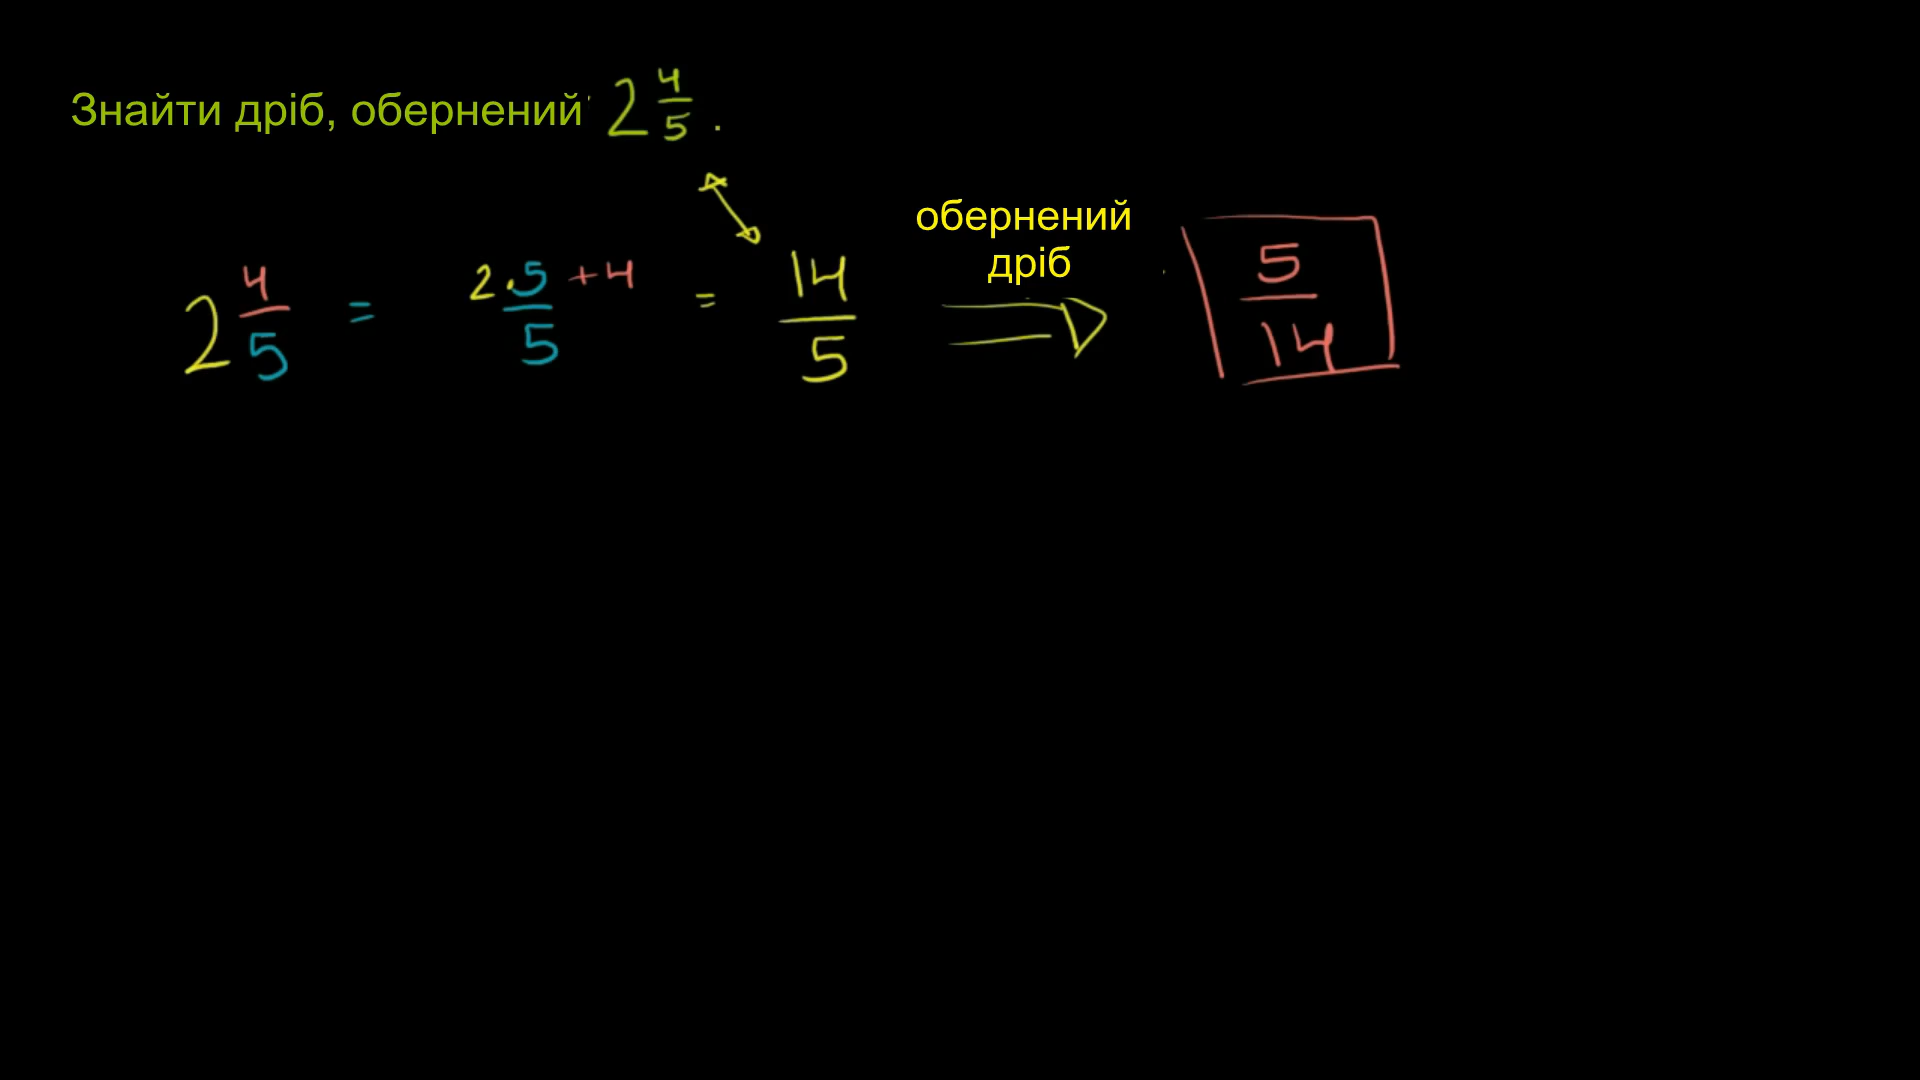 Знайти дріб, обернений 2 4/5 .
обернений
дріб
2 4/5 = 2·5+4/5 = 14/5 ⇒ 5/14